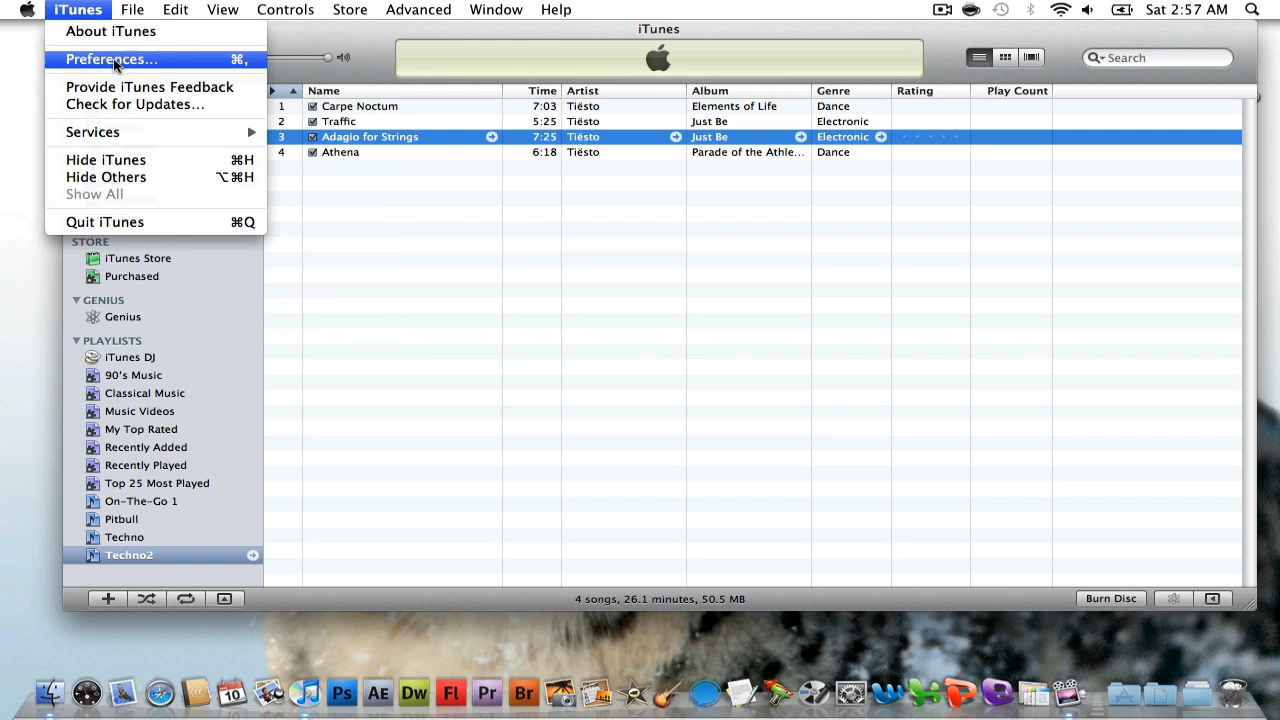 iTunes File Edit View Controls Store Advanced Window Help Sat 2:57 AM
About iTunes
Preferences... ⌘,
Provide iTunes Feedback
Check for Updates...
Services
Hide iTunes ⌘H
Hide Others ⌥⌘H
Show All
Quit iTunes ⌘Q
iTunes
Search
Name Time Artist Album Genre Rating Play Count
1 Carpe Noctum 7:03 Tiësto Elements of Life Dance
2 Traffic 5:25 Tiësto Just Be Electronic
3 Adagio for Strings 7:25 Tiësto Just Be Electronic
4 Athena 6:18 Tiësto Parade of the Athle... Dance
STORE
iTunes Store
Purchased
GENIUS
Genius
PLAYLISTS
iTunes DJ
90's Music
Classical Music
Music Videos
My Top Rated
Recently Added
Recently Played
Top 25 Most Played
On-The-Go 1
Pitbull
Techno
Techno2
4 songs, 26.1 minutes, 50.5 MB
Burn Disc
10
Ps AE Dw Fl Pr Br